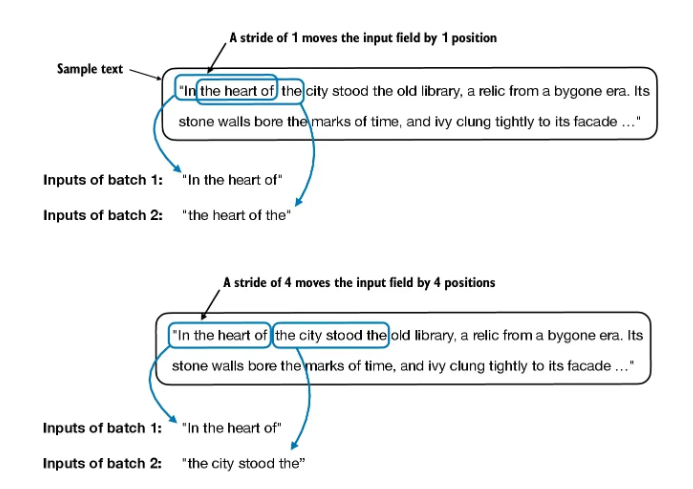 A stride of 1 moves the input field by 1 position
Sample text
"In the heart of the city stood the old library, a relic from a bygone era. Its
stone walls bore the marks of time, and ivy clung tightly to its facade ..."
Inputs of batch 1: "In the heart of"
Inputs of batch 2: "the heart of the"
A stride of 4 moves the input field by 4 positions
"In the heart of the city stood the old library, a relic from a bygone era. Its
stone walls bore the marks of time, and ivy clung tightly to its facade ..."
Inputs of batch 1: "In the heart of"
Inputs of batch 2: "the city stood the”